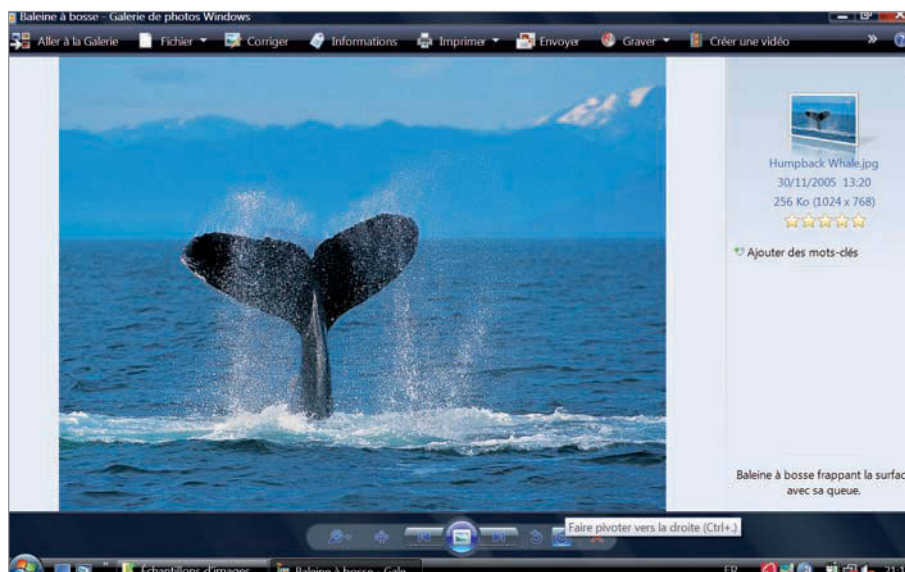 Baleine à bosse - Galerie de photos Windows
Aller à la Galerie Fichier Corriger Informations Imprimer Envoyer Graver Créer une vidéo »
Humpback Whale.jpg
30/11/2005 13:20
256 Ko (1024 x 768)
Ajouter des mots-clés
Baleine à bosse frappant la surfac
avec sa queue.
Faire pivoter vers la droite (Ctrl+.)
Échantillons d'images Baleine à bosse - Gale... FR